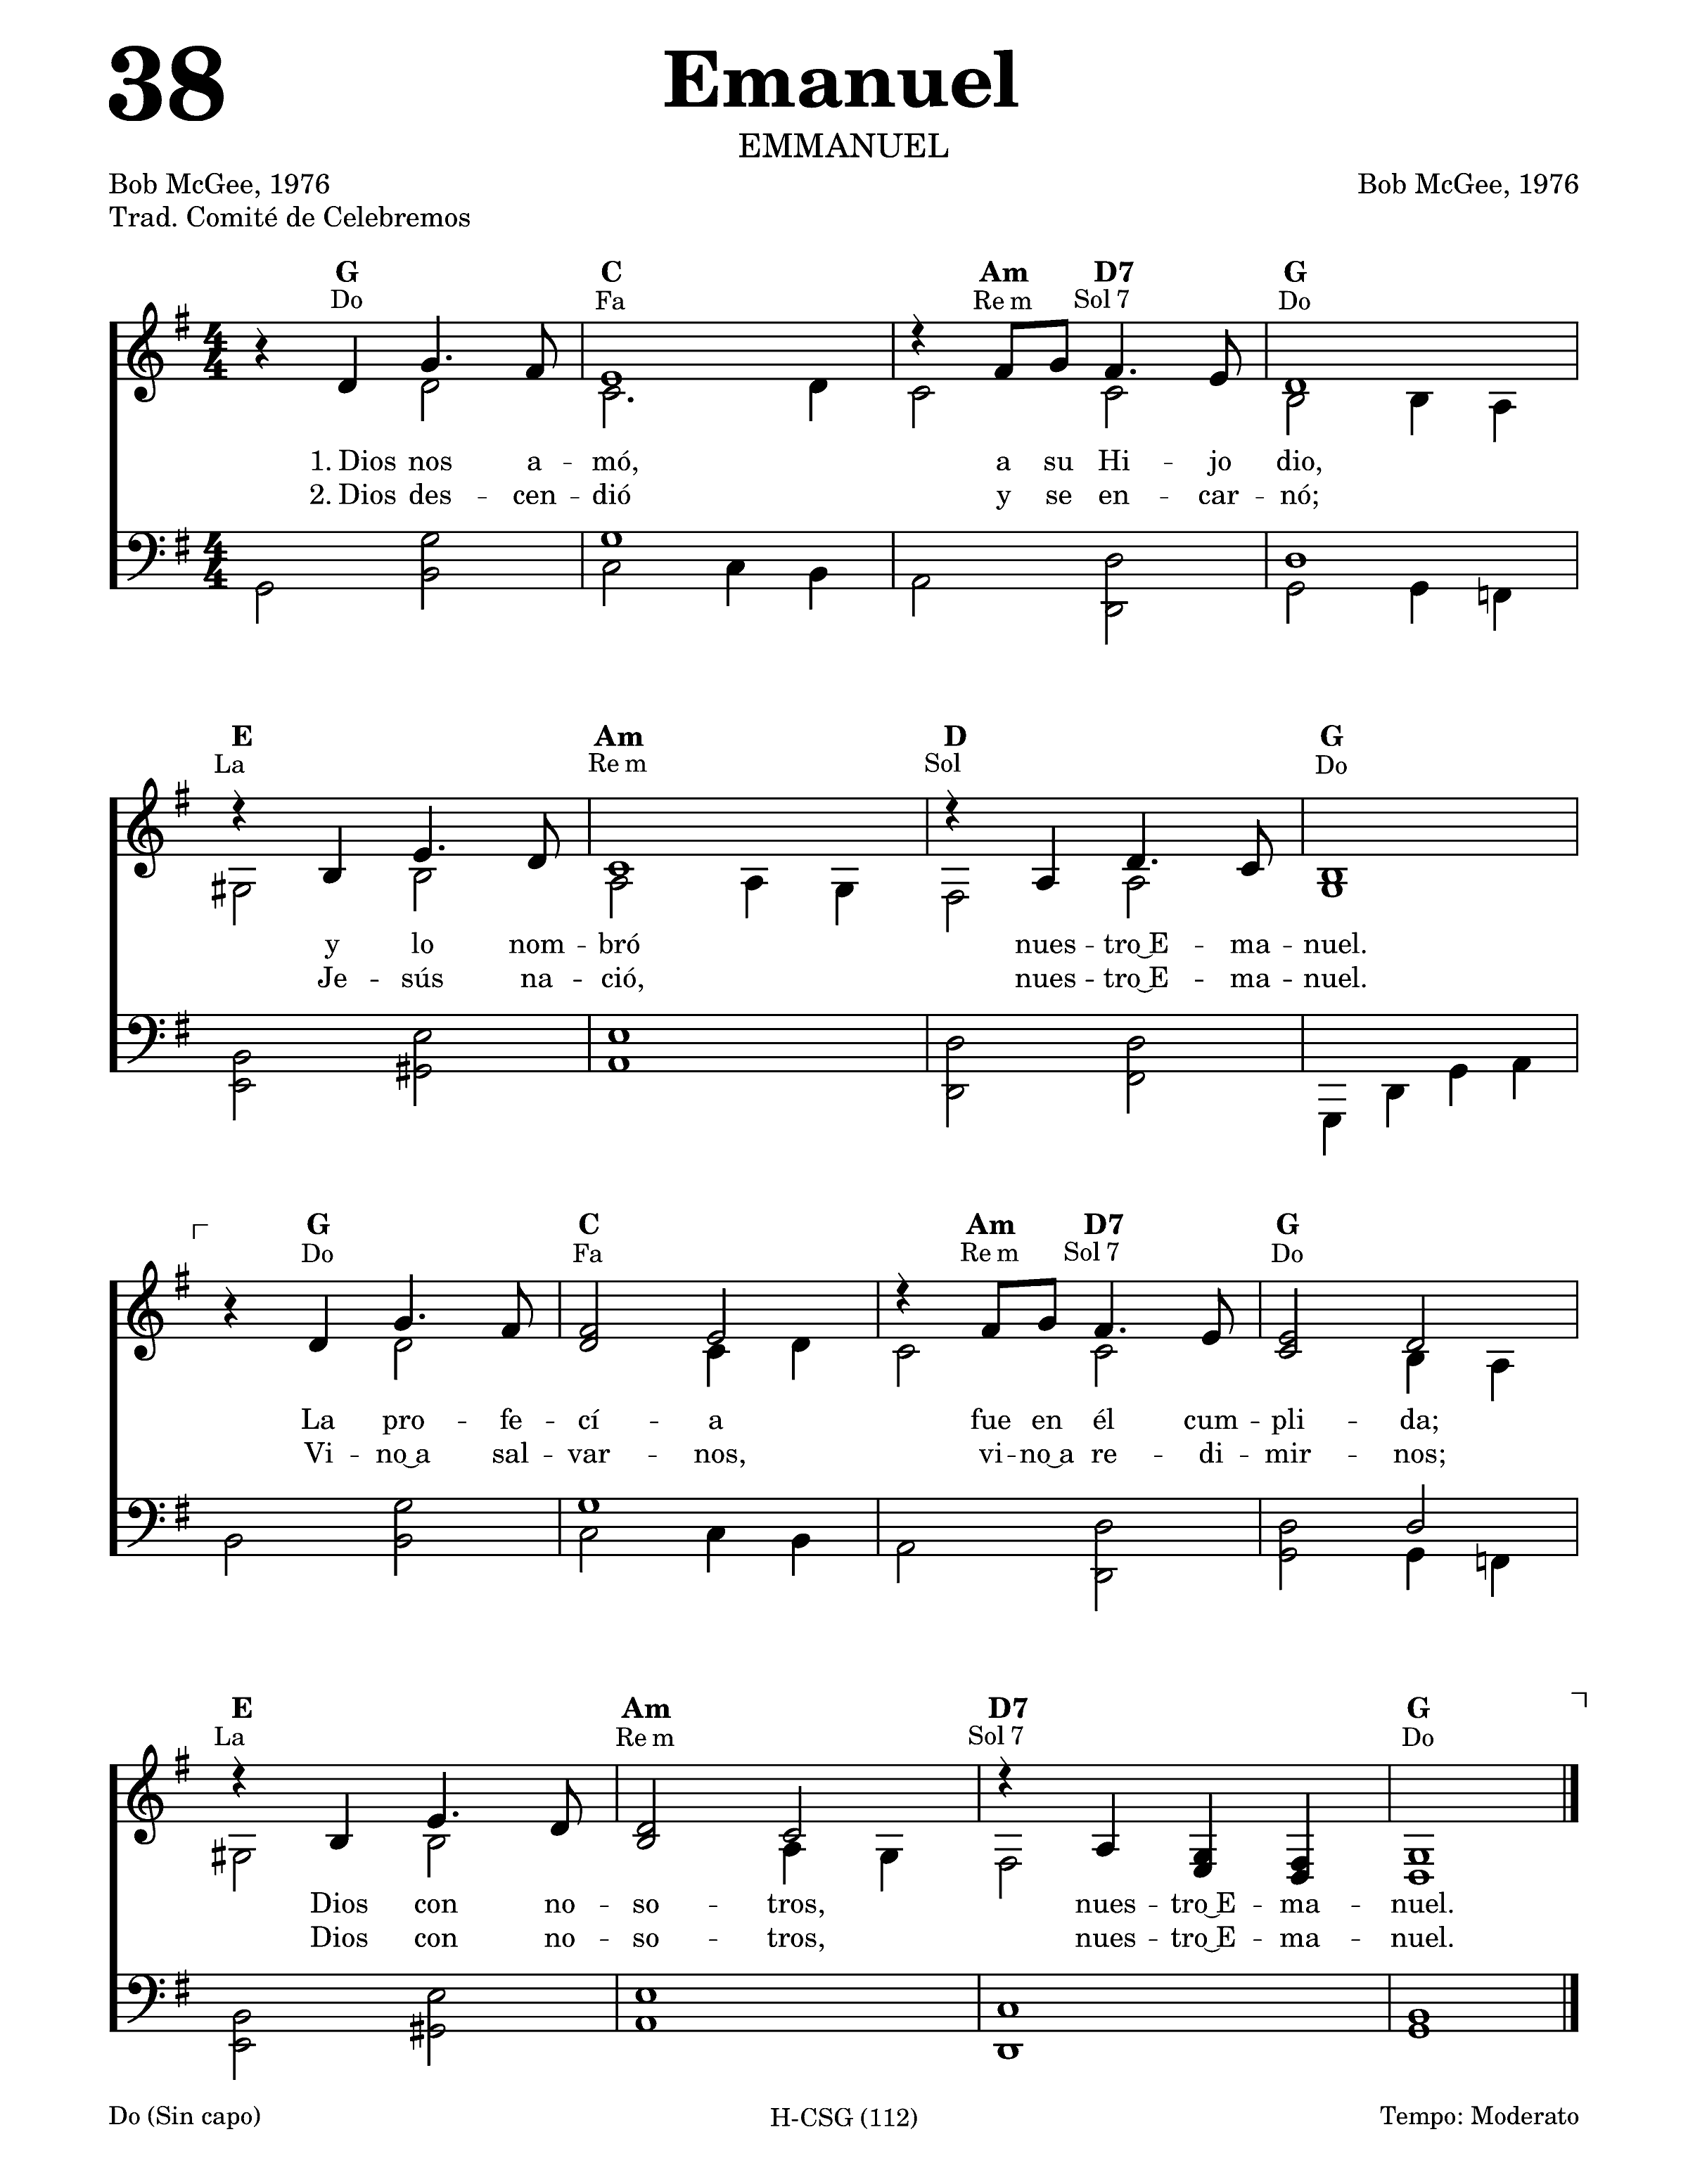 38
Emanuel
EMMANUEL
Bob McGee, 1976
Bob McGee, 1976
Trad. Comité de Celebremos
G C Am D7 G
Do Fa Re m Sol 7 Do
1. Dios nos a - mó, a su Hi - jo dio,
2. Dios des - cen - dió y se en - car - nó;
E Am D G
La Re m Sol Do
y lo nom - bró nues - tro‿E - ma - nuel.
Je - sús na - ció, nues - tro‿E - ma - nuel.
G C Am D7 G
Do Fa Re m Sol 7 Do
La pro - fe - cí - a fue en él cum - pli - da;
Vi - no‿a sal - var - nos, vi - no‿a re - di - mir - nos;
E Am D7 G
La Re m Sol 7 Do
Dios con no - so - tros, nues - tro‿E - ma - nuel.
Dios con no - so - tros, nues - tro‿E - ma - nuel.
Do (Sin capo) H-CSG (112) Tempo: Moderato